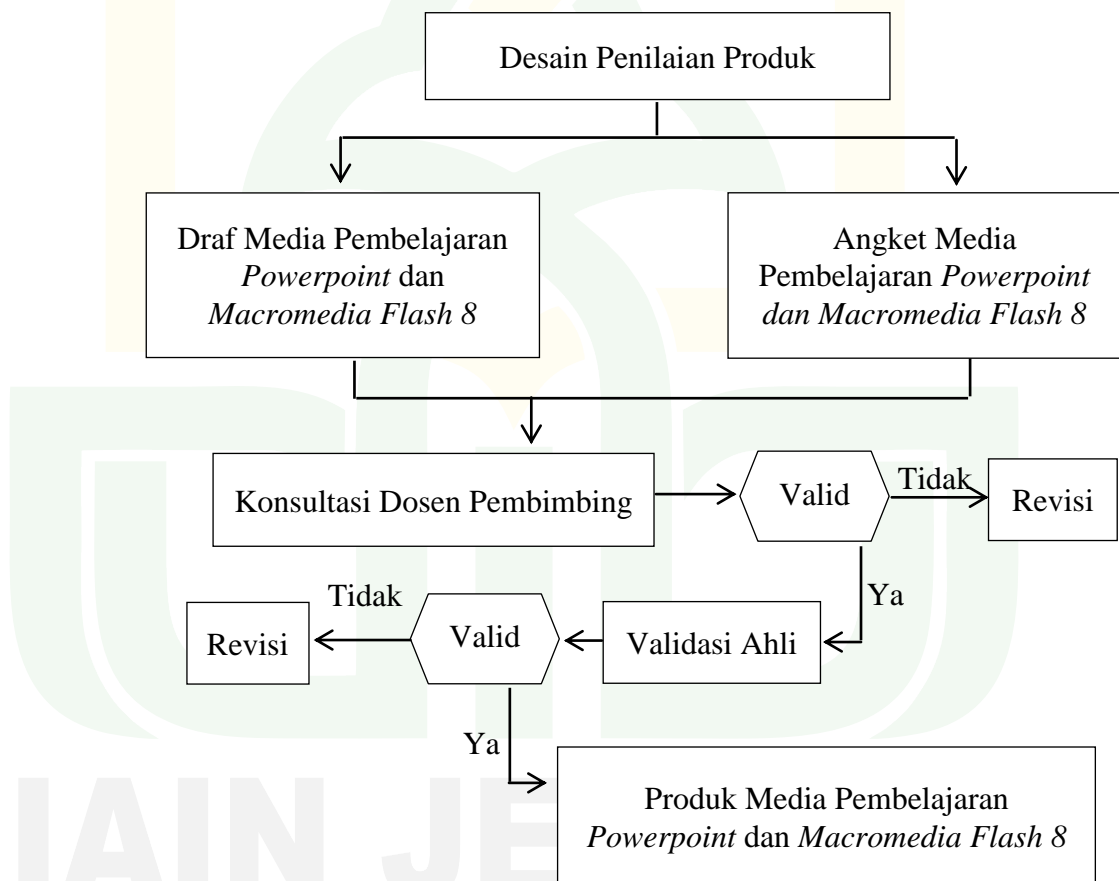 Desain Penilaian Produk
Draf Media Pembelajaran
Powerpoint dan
Macromedia Flash 8
Angket Media
Pembelajaran Powerpoint
dan Macromedia Flash 8
Konsultasi Dosen Pembimbing
Valid
Tidak
Revisi
Ya
Tidak
Revisi
Valid
Validasi Ahli
Ya
Produk Media Pembelajaran
Powerpoint dan Macromedia Flash 8
IAIN JE